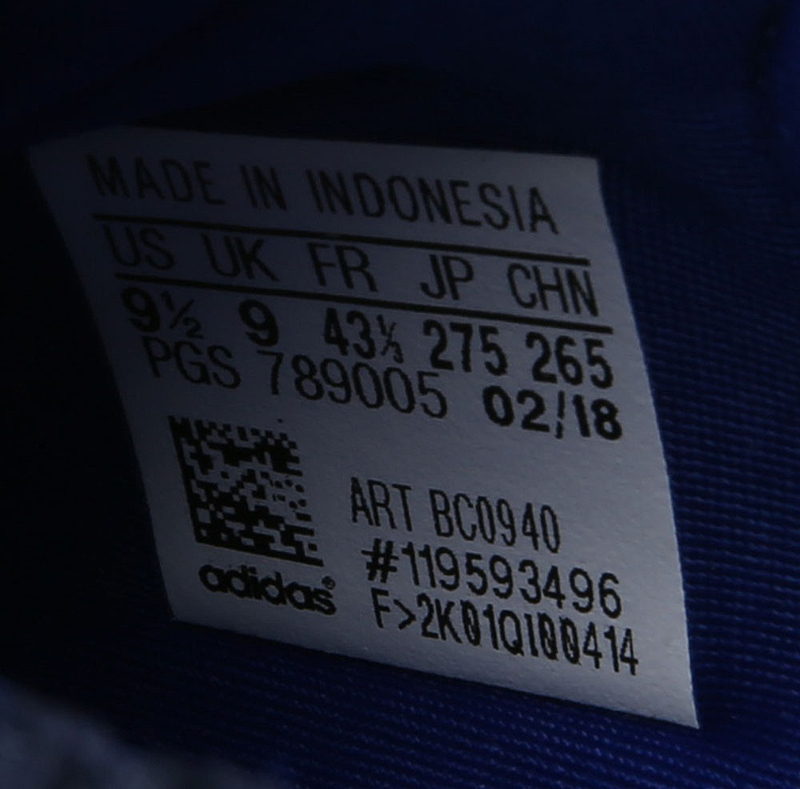 MADE IN INDONESIA
US UK FR JP CHN
9½ 9 43⅓ 275 265
PGS 789005 02/18
ART BC0940
#119593496
adidas®
F>2K01QI00414